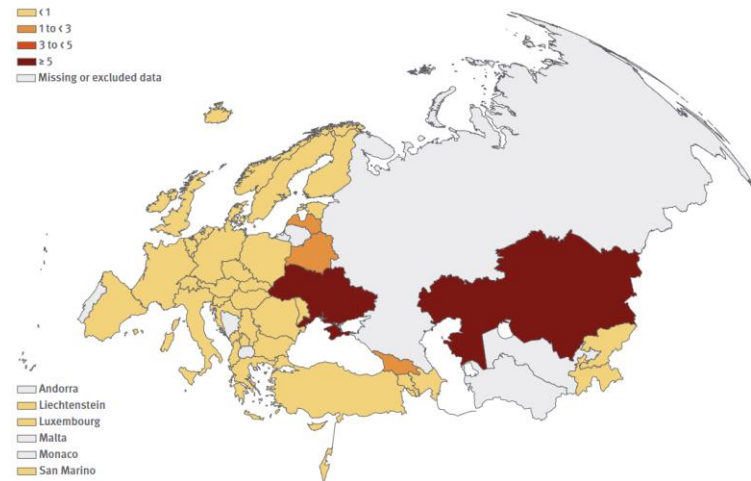 < 1
1 to < 3
3 to < 5
≥ 5
Missing or excluded data
Andorra
Liechtenstein
Luxembourg
Malta
Monaco
San Marino